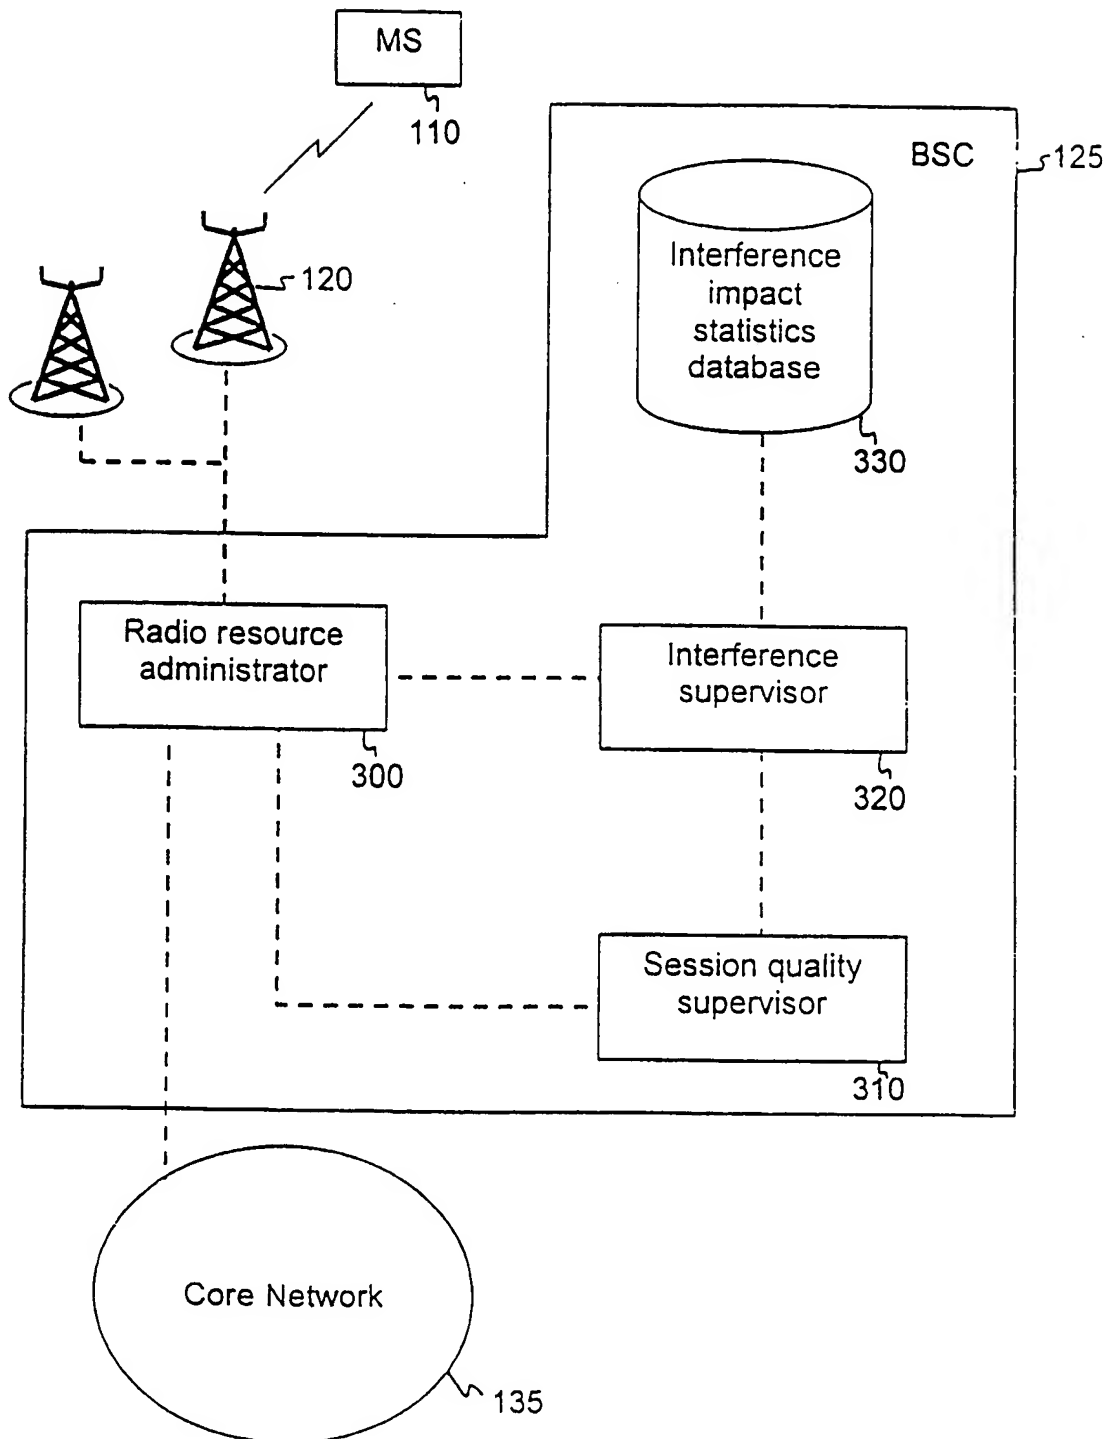 MS
110
BSC
125
120
Interference
impact
statistics
database
330
Radio resource
administrator
300
Interference
supervisor
320
Session quality
supervisor
310
Core Network
135